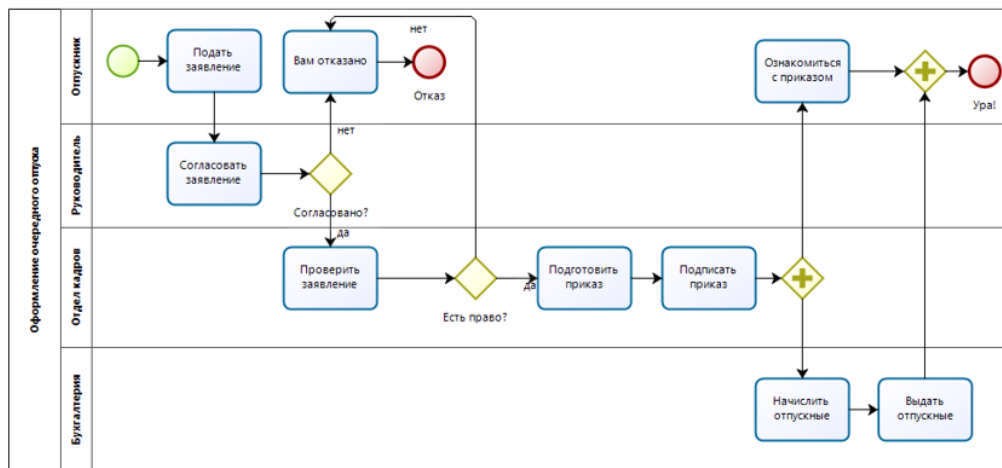 Оформление очередного отпуска
Отпускник
Подать
заявление
Вам отказано
нет
Отказ
Ознакомиться
с приказом
Ура!
Руководитель
Согласовать
заявление
нет
Согласовано?
да
Отдел кадров
Проверить
заявление
Есть право?
да
Подготовить
приказ
Подписать
приказ
Бухгалтерия
Начислить
отпускные
Выдать
отпускные